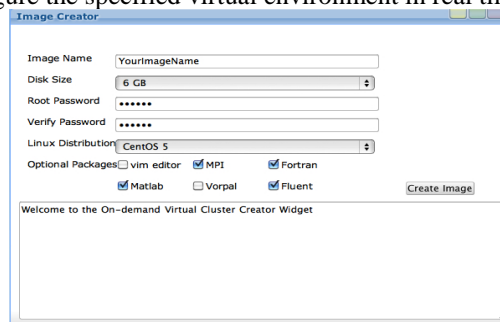 gure the specified virtual environment in real th
Image Creator
Image Name YourImageName
Disk Size 6 GB
Root Password ••••••
Verify Password ••••••
Linux Distribution CentOS 5
Optional Packages vim editor MPI Fortran
Matlab Vorpal Fluent Create Image
Welcome to the On-demand Virtual Cluster Creator Widget